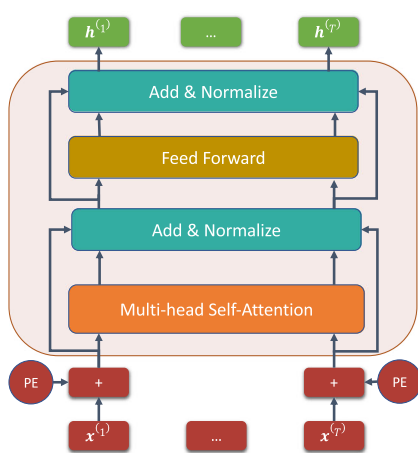 h⁽¹⁾ ... h⁽ᵀ⁾
Add & Normalize
Feed Forward
Add & Normalize
Multi-head Self-Attention
PE + + PE
x⁽¹⁾ ... x⁽ᵀ⁾